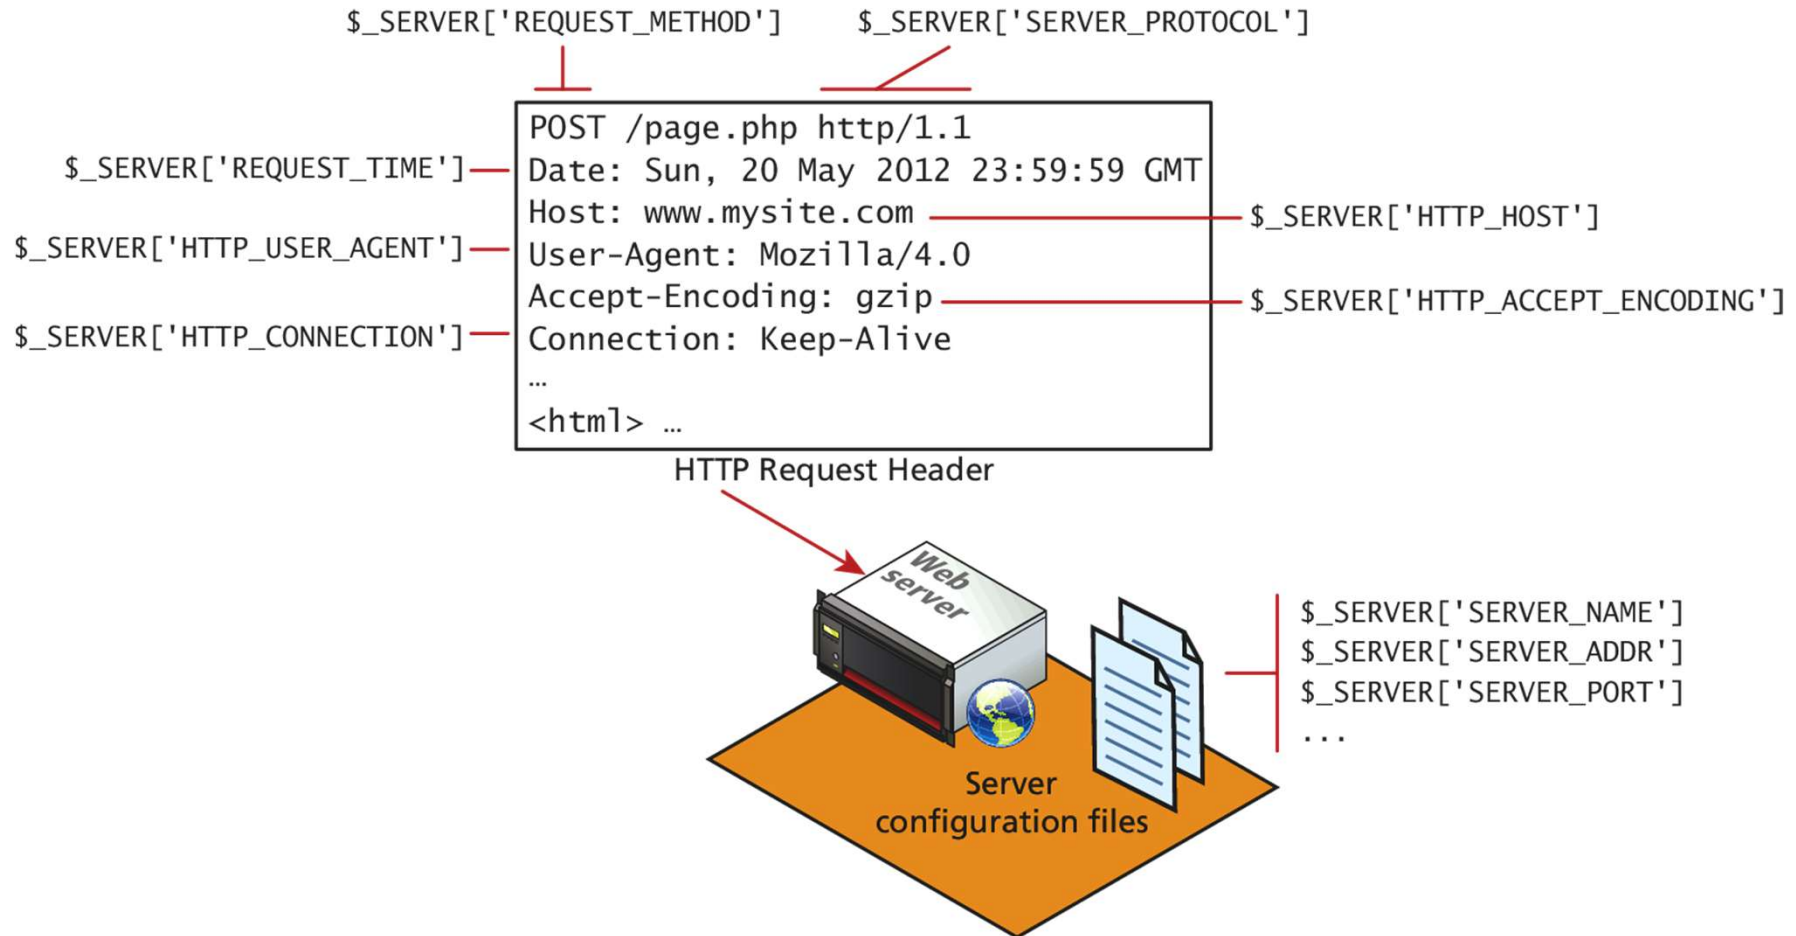 $_SERVER['REQUEST_METHOD']
$_SERVER['SERVER_PROTOCOL']
POST /page.php http/1.1
$_SERVER['REQUEST_TIME']
Date: Sun, 20 May 2012 23:59:59 GMT
Host: www.mysite.com
$_SERVER['HTTP_HOST']
$_SERVER['HTTP_USER_AGENT']
User-Agent: Mozilla/4.0
Accept-Encoding: gzip
$_SERVER['HTTP_ACCEPT_ENCODING']
$_SERVER['HTTP_CONNECTION']
Connection: Keep-Alive
…
<html> …
HTTP Request Header
Web
server
$_SERVER['SERVER_NAME']
$_SERVER['SERVER_ADDR']
$_SERVER['SERVER_PORT']
...
Server
configuration files